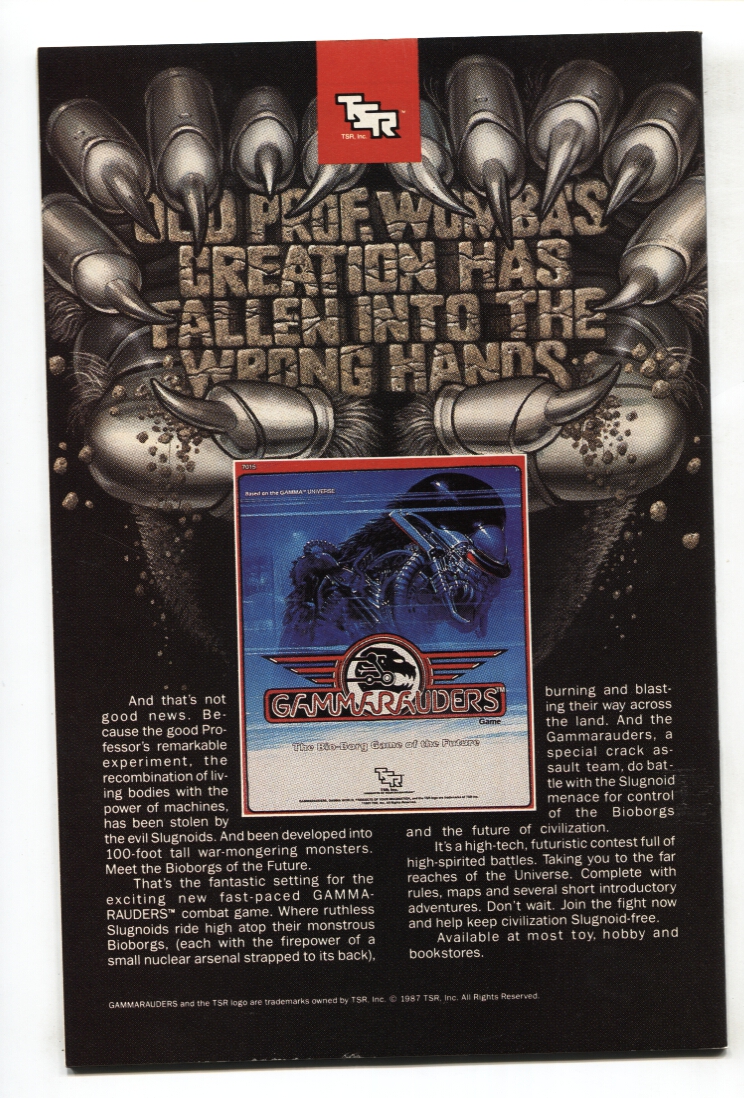 TSR™
TSR, Inc.
OLD PROF. WOMBA'S
CREATION HAS
FALLEN INTO THE
WRONG HANDS
7015
Based on the GAMMA™ UNIVERSE
GAMMARAUDERS™
Game
The Bio-Borg Game of the Future
TSR
TSR, Inc.
And that's not
good news. Be-
cause the good Pro-
fessor's remarkable
experiment, the
recombination of liv-
ing bodies with the
power of machines,
has been stolen by
the evil Slugnoids. And been developed into
100-foot tall war-mongering monsters.
Meet the Bioborgs of the Future.
That's the fantastic setting for the
exciting new fast-paced GAMMA-
RAUDERS™ combat game. Where ruthless
Slugnoids ride high atop their monstrous
Bioborgs, (each with the firepower of a
small nuclear arsenal strapped to its back),
burning and blast-
ing their way across
the land. And the
Gammarauders, a
special crack as-
sault team, do bat-
tle with the Slugnoid
menace for control
of the Bioborgs
and the future of civilization.
It's a high-tech, futuristic contest full of
high-spirited battles. Taking you to the far
reaches of the Universe. Complete with
rules, maps and several short introductory
adventures. Don't wait. Join the fight now
and help keep civilization Slugnoid-free.
Available at most toy, hobby and
bookstores.
GAMMARAUDERS and the TSR logo are trademarks owned by TSR, Inc. © 1987 TSR, Inc. All Rights Reserved.